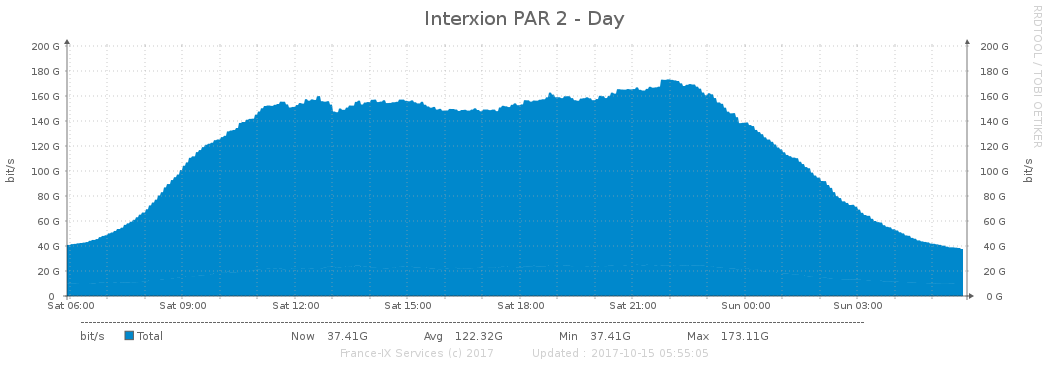 Interxion PAR 2 - Day
RRDTOOL / TOBI OETIKER
bit/s
200 G 200 G
180 G 180 G
160 G 160 G
140 G 140 G
120 G 120 G
100 G 100 G
80 G 80 G
60 G 60 G
40 G 40 G
20 G 20 G
0 0 G
bit/s
Sat 06:00 Sat 09:00 Sat 12:00 Sat 15:00 Sat 18:00 Sat 21:00 Sun 00:00 Sun 03:00
bit/s Total Now 37.41G Avg 122.32G Min 37.41G Max 173.11G
France-IX Services (c) 2017 Updated : 2017-10-15 05:55:05